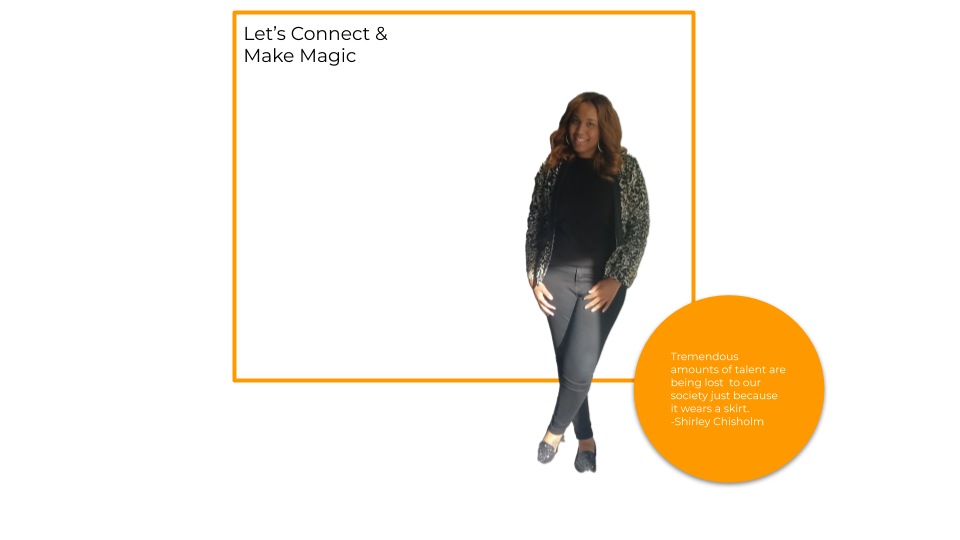 Let’s Connect &
Make Magic
Tremendous
amounts of talent are
being lost  to our
society just because
it wears a skirt.
-Shirley Chisholm